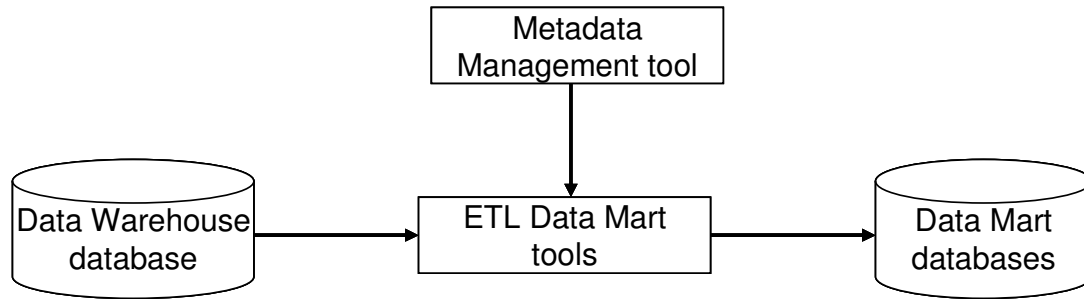 Metadata
Management tool
Data Warehouse
database
ETL Data Mart
tools
Data Mart
databases